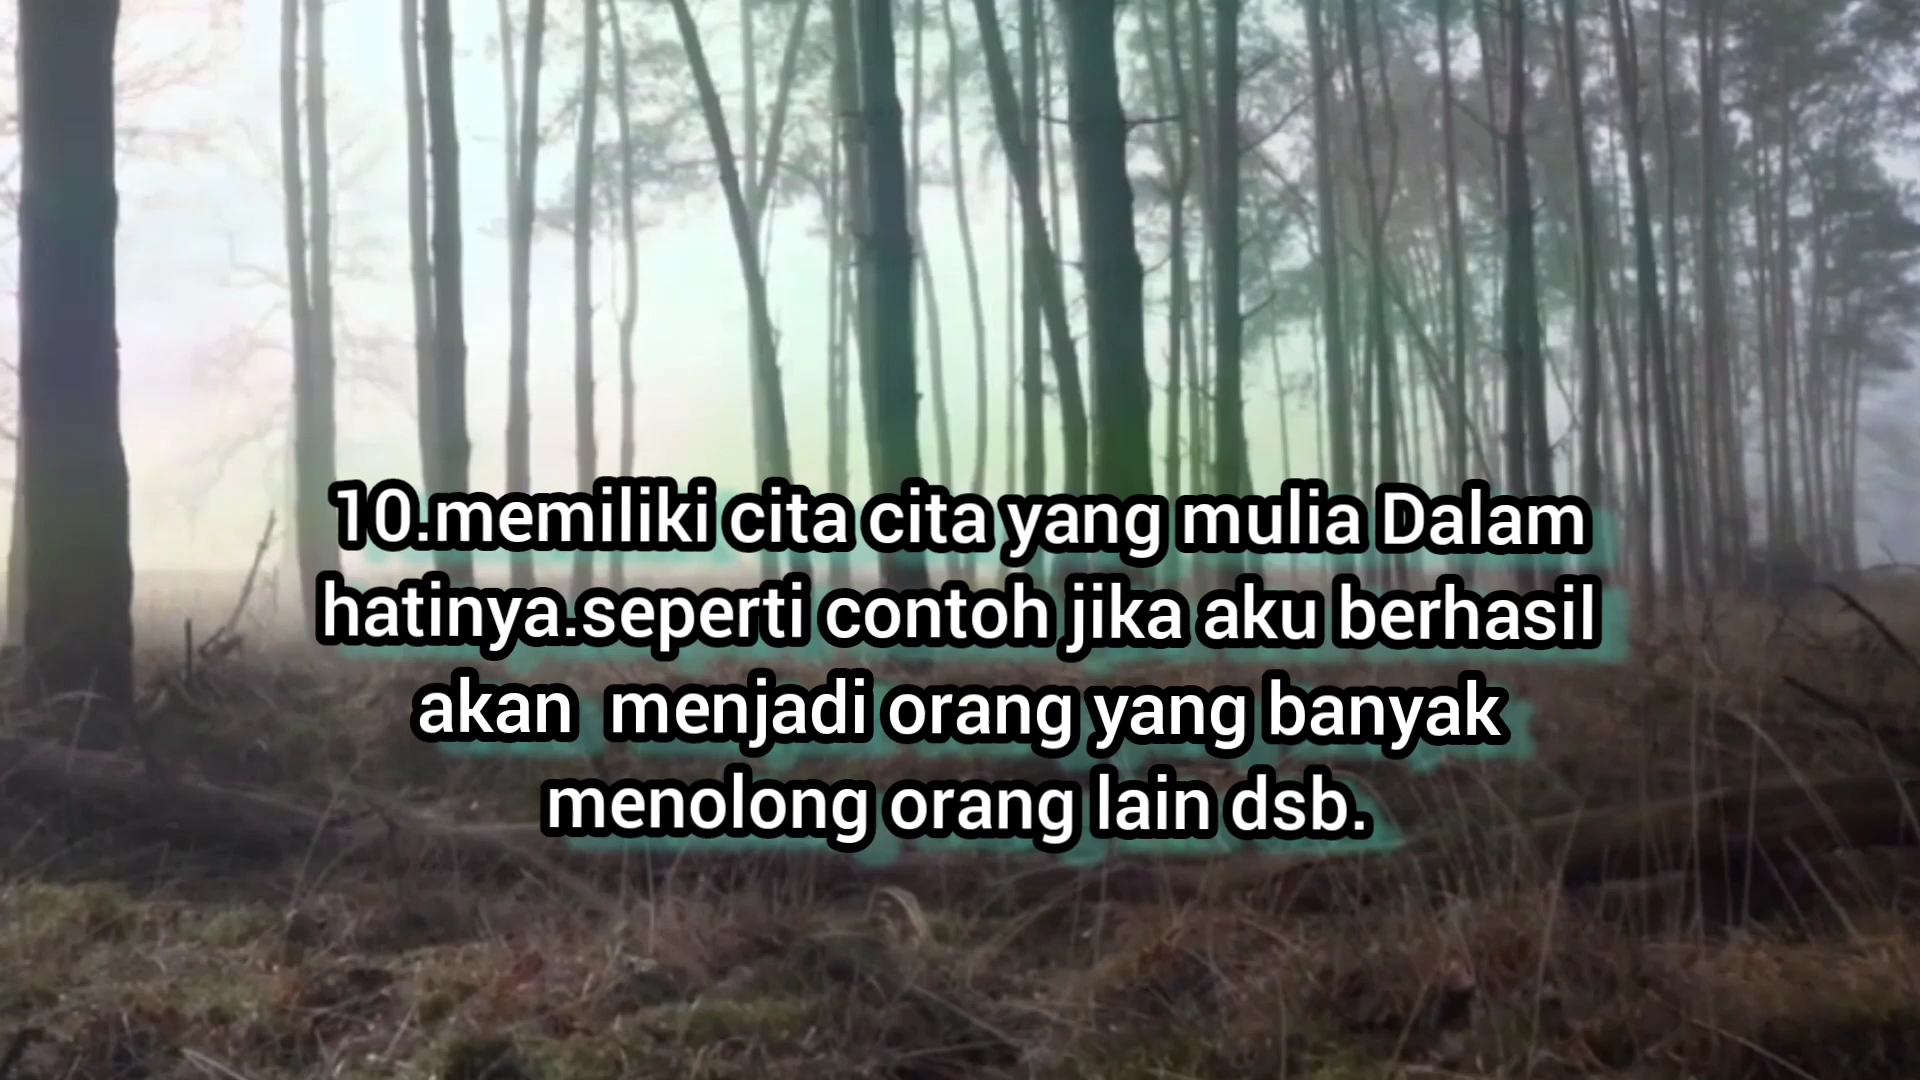 10.memiliki cita cita yang mulia Dalam
hatinya.seperti contoh jika aku berhasil
akan  menjadi orang yang banyak
menolong orang lain dsb.